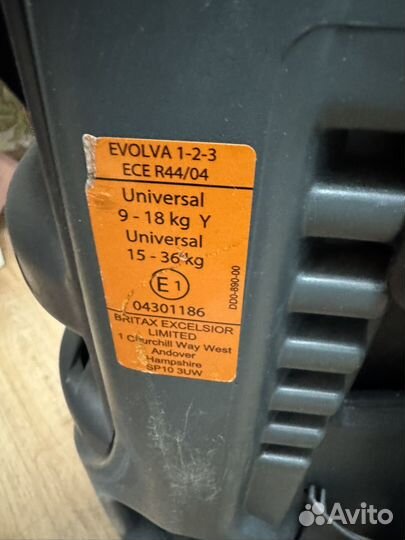 EVOLVA 1-2-3
ECE R44/04
Universal
9 - 18 kg Y
Universal
15 - 36 kg
E1
04301186
BRITAX EXCELSIOR
LIMITED
1 Churchill Way West
Andover
Hampshire
SP10 3UW
D00-890-00
Avito